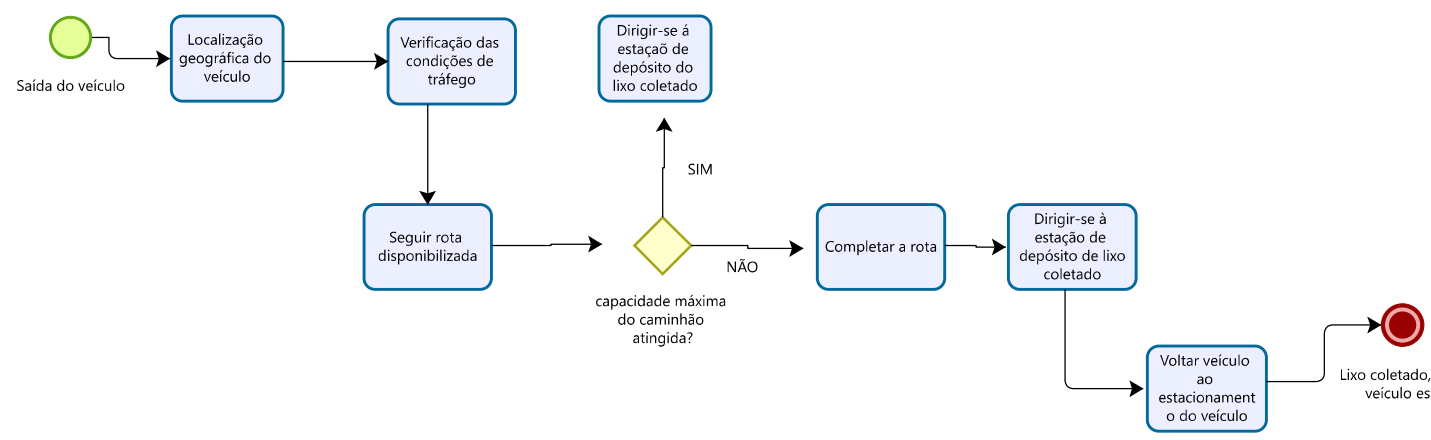 Saída do veículo
Localização
geográfica do
veículo
Verificação das
condições de
tráfego
Dirigir-se á
estaçaõ de
depósito do
lixo coletado
SIM
Seguir rota
disponibilizada
capacidade máxima
do caminhão
atingida?
NÃO
Completar a rota
Dirigir-se à
estação de
depósito de lixo
coletado
Voltar veículo
ao
estacionament
o do veículo
Lixo coletado,
veículo es